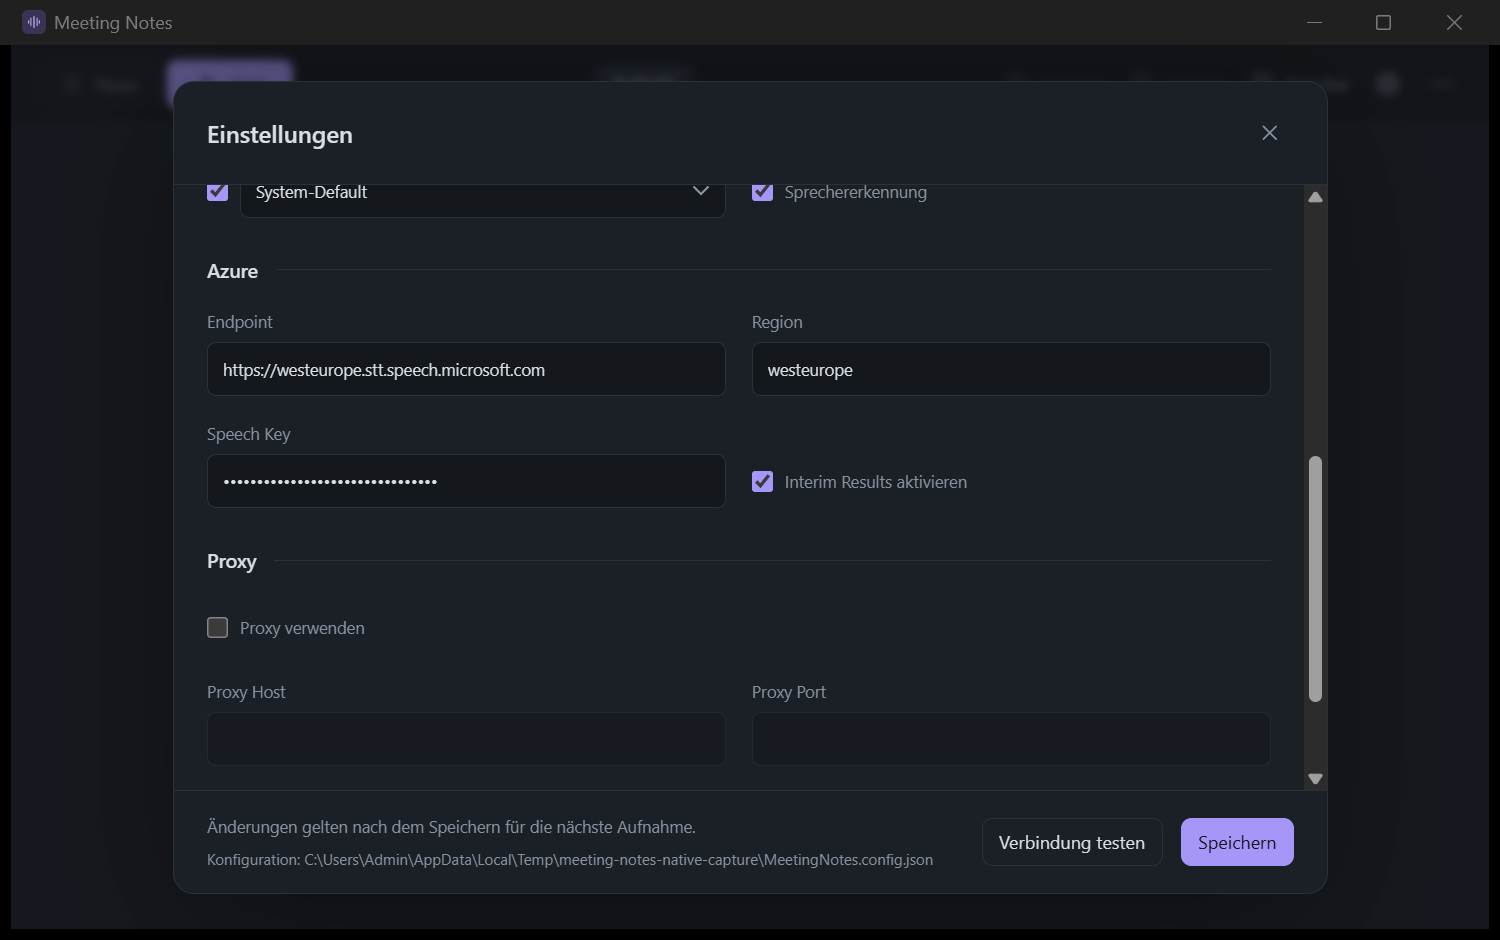 Meeting Notes
Einstellungen
System-Default
Sprechererkennung
Azure
Endpoint
Region
https://westeurope.stt.speech.microsoft.com
westeurope
Speech Key
••••••••••••••••••••••••••••••••
Interim Results aktivieren
Proxy
Proxy verwenden
Proxy Host
Proxy Port
Änderungen gelten nach dem Speichern für die nächste Aufnahme.
Konfiguration: C:\Users\Admin\AppData\Local\Temp\meeting-notes-native-capture\MeetingNotes.config.json
Verbindung testen
Speichern